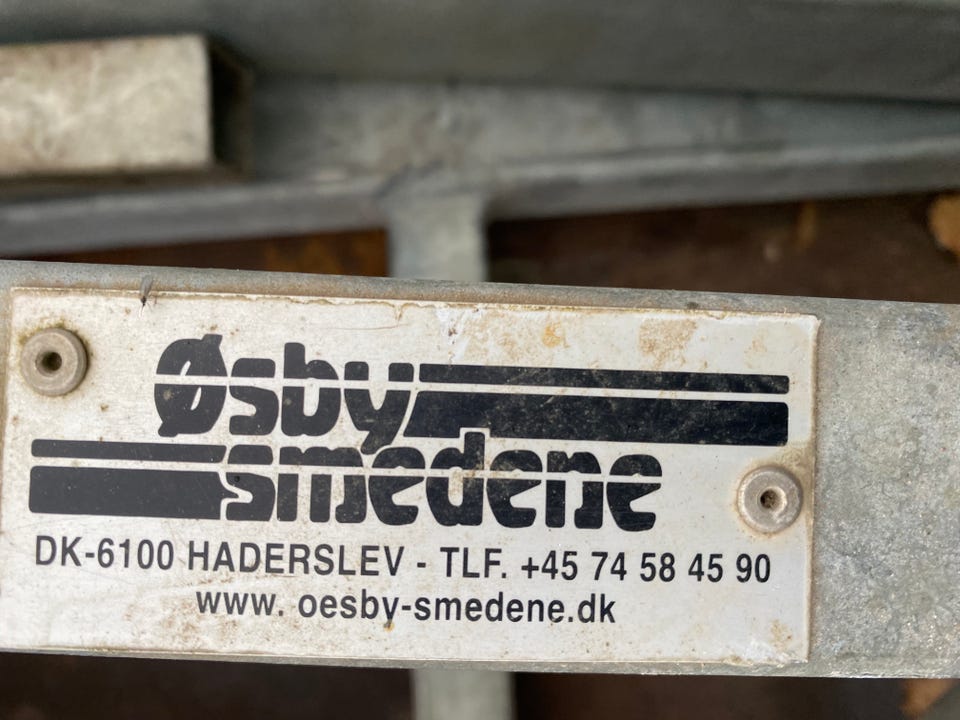 Øsby
smedene
DK-6100 HADERSLEV - TLF. +45 74 58 45 90
www. oesby-smedene.dk